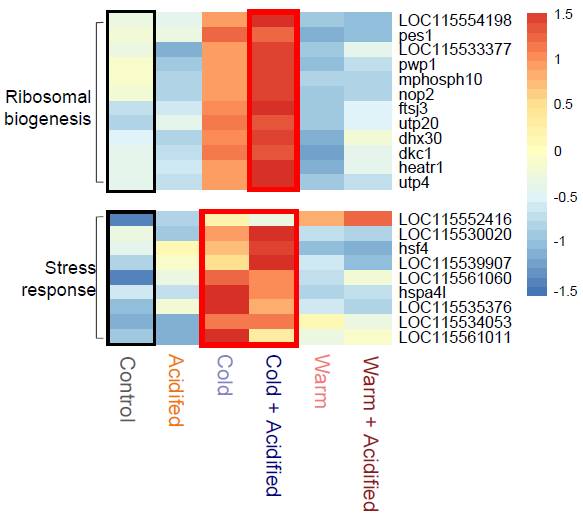 Ribosomal
biogenesis
LOC115554198
pes1
LOC115533377
pwp1
mphosph10
nop2
ftsj3
utp20
dhx30
dkc1
heatr1
utp4
Stress
response
LOC115552416
LOC115530020
hsf4
LOC115539907
LOC115561060
hspa4l
LOC115535376
LOC115534053
LOC115561011
1.5
1
0.5
0
-0.5
-1
-1.5
Control
Acidifed
Cold
Cold + Acidified
Warm
Warm + Acidified